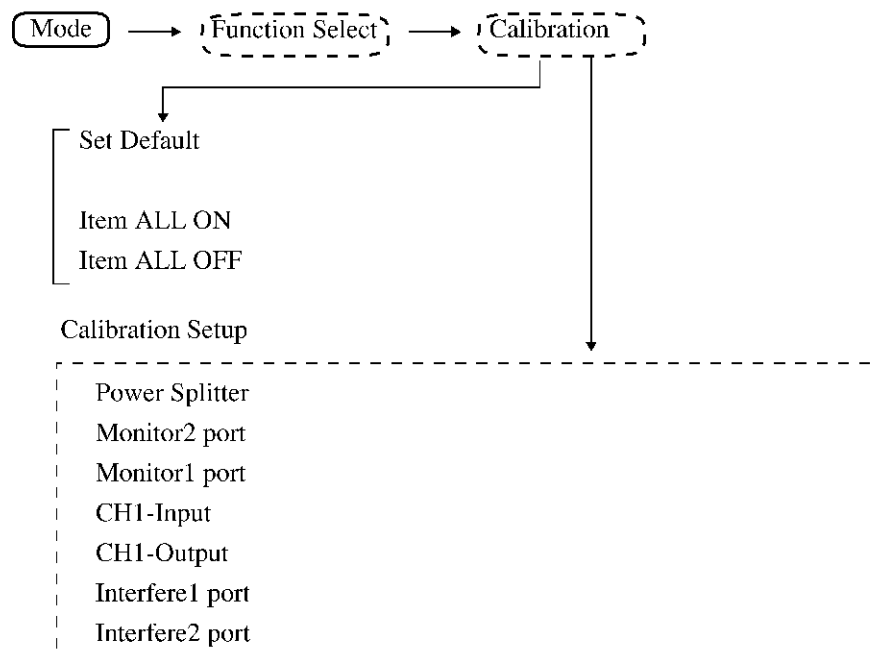 Mode Function Select Calibration
Set Default
Item ALL ON
Item ALL OFF
Calibration Setup
Power Splitter
Monitor2 port
Monitor1 port
CH1-Input
CH1-Output
Interfere1 port
Interfere2 port